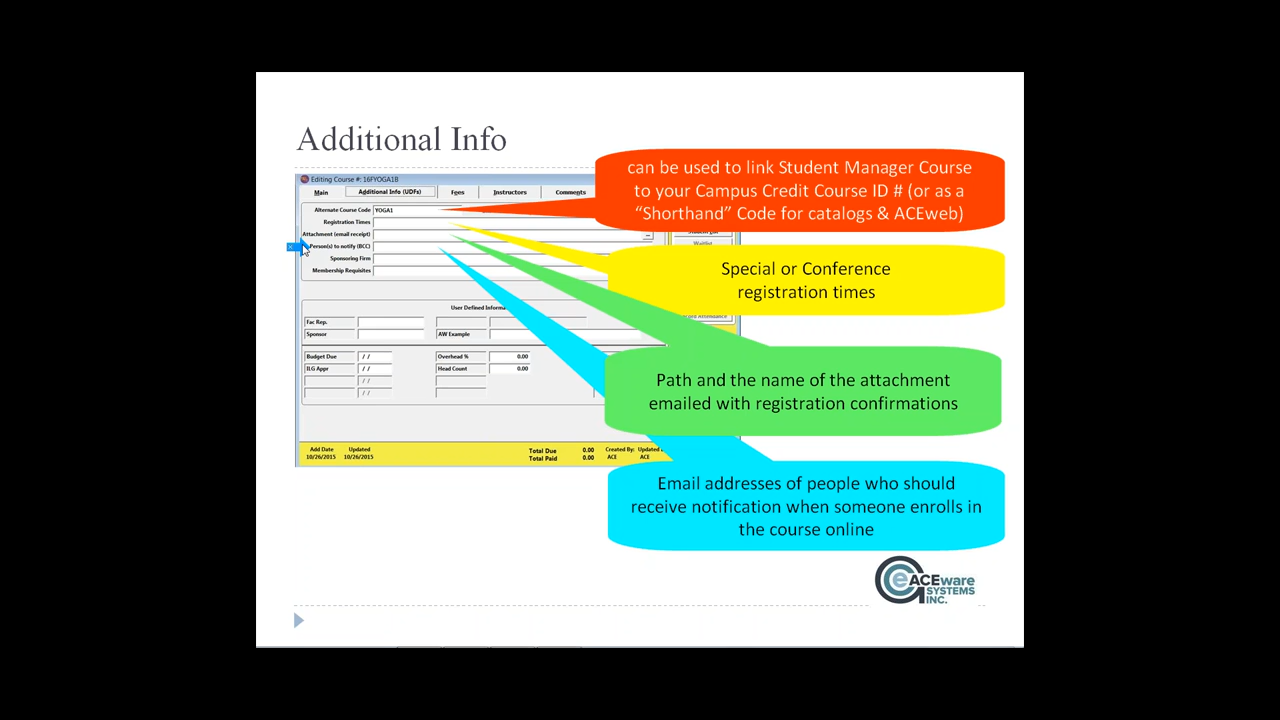 Additional Info
Editing Course #: 16FYOGA1B
Main Additional Info (UDFs) Fees Instructors Comments
can be used to link Student Manager Course
to your Campus Credit Course ID # (or as a
“Shorthand” Code for catalogs & ACEweb)
Alternate Course Code YOGA1
Registration Times
Attachment (email receipt)
Person(s) to notify (BCC)
Sponsoring Firm
Membership Requisites
Waitlist
Special or Conference
registration times
User Defined
Fac Rep.
Sponsor AW Example
Attendance
Budget Due / / Overhead % 0.00
ILG Appr / / Head Count 0.00
/ /
/ /
Path and the name of the attachment
emailed with registration confirmations
Add Date Updated Total Due 0.00 Created By: Updated
10/26/2015 10/26/2015 Total Paid 0.00 ACE ACE
Email addresses of people who should
receive notification when someone enrolls in
the course online
ACEware
SYSTEMS
INC.